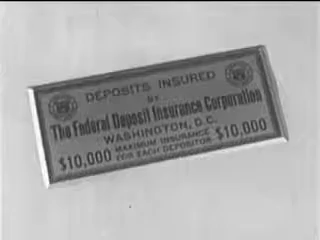 DEPOSITS INSURED
BY
The Federal Deposit Insurance Corporation
WASHINGTON, D.C.
$10,000 MAXIMUM INSURANCE FOR EACH DEPOSITOR $10,000